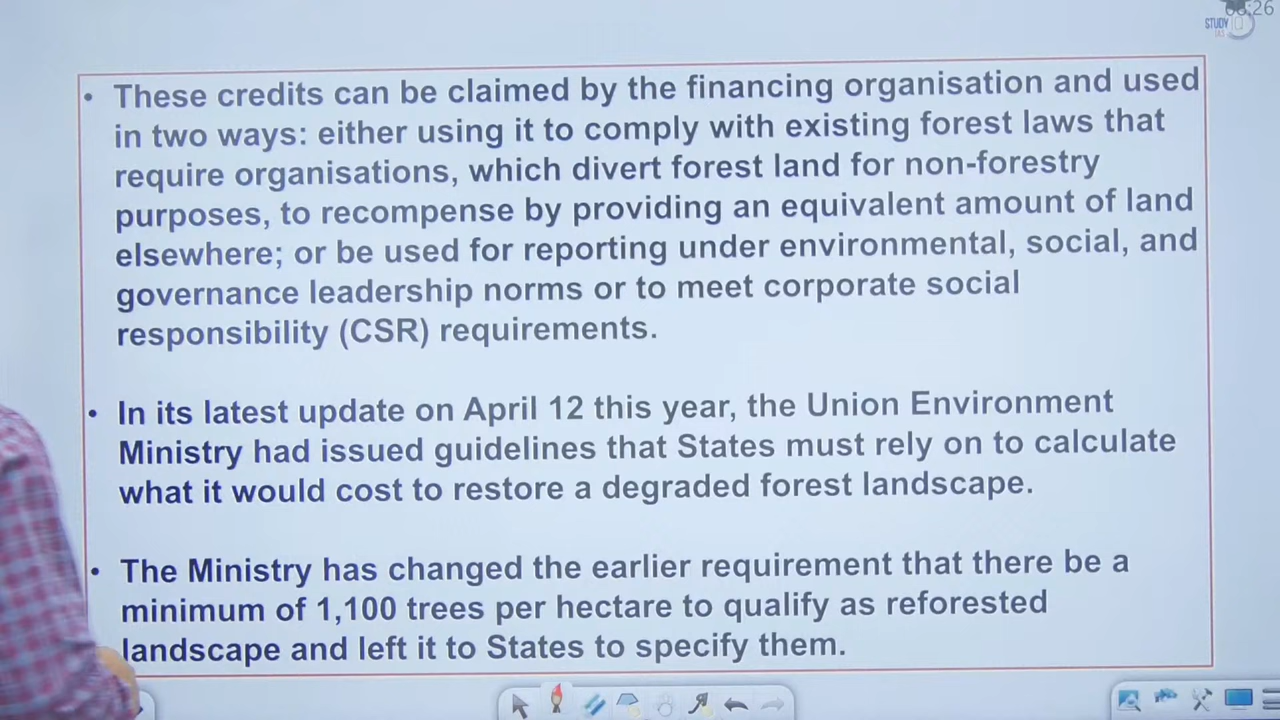 06:26
STUDY IQ
IAS
• These credits can be claimed by the financing organisation and used
in two ways: either using it to comply with existing forest laws that
require organisations, which divert forest land for non-forestry
purposes, to recompense by providing an equivalent amount of land
elsewhere; or be used for reporting under environmental, social, and
governance leadership norms or to meet corporate social
responsibility (CSR) requirements.
• In its latest update on April 12 this year, the Union Environment
Ministry had issued guidelines that States must rely on to calculate
what it would cost to restore a degraded forest landscape.
• The Ministry has changed the earlier requirement that there be a
minimum of 1,100 trees per hectare to qualify as reforested
landscape and left it to States to specify them.